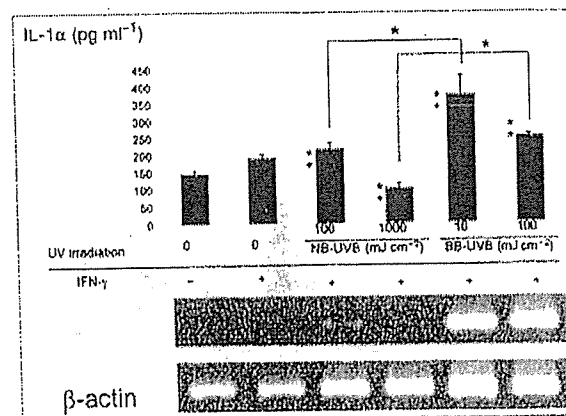 IL-1α (pg ml⁻¹)
* *
450
400
350
300
250
200
150
100
50
0
* * * *
* * * *
0 0 100 1000 10 100
UV Irradiation NB-UVB (mJ cm⁻²) BB-UVB (mJ cm⁻²)
IFN-γ - + + + + +
β-actin